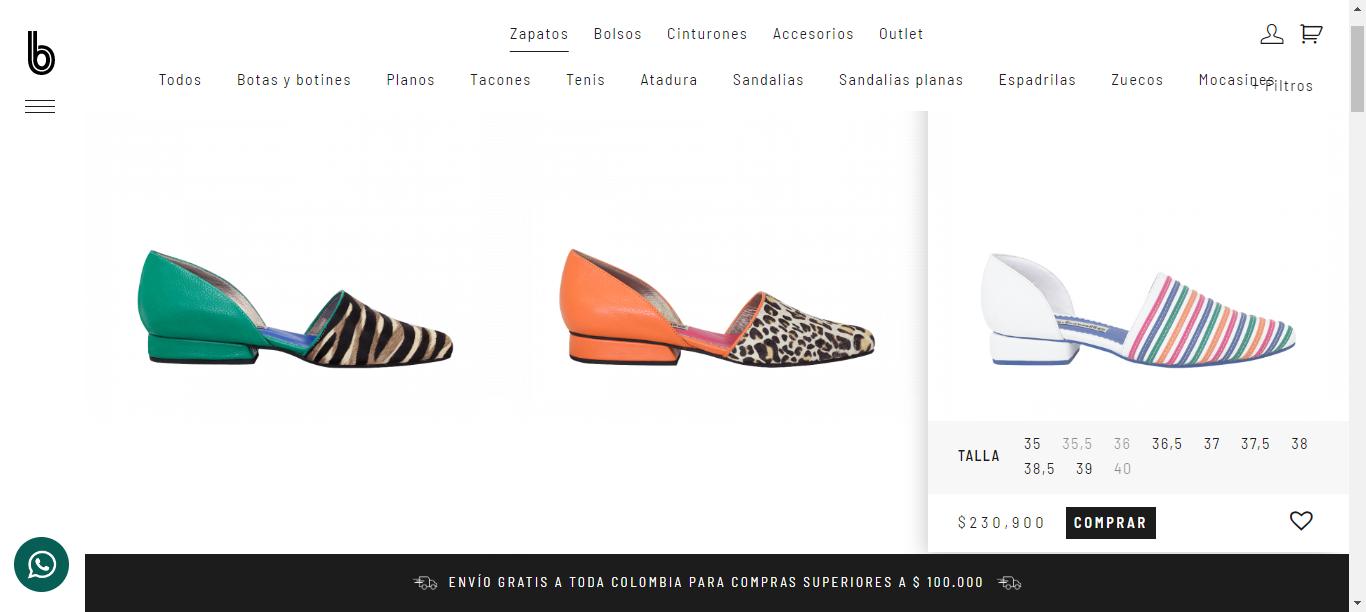 b
Zapatos Bolsos Cinturones Accesorios Outlet
Todos Botas y botines Planos Tacones Tenis Atadura Sandalias Sandalias planas Espadrilas Zuecos Mocasines
+ Filtros
TALLA
35 35,5 36 36,5 37 37,5 38
38,5 39 40
$230,900 COMPRAR
ENVÍO GRATIS A TODA COLOMBIA PARA COMPRAS SUPERIORES A $ 100.000